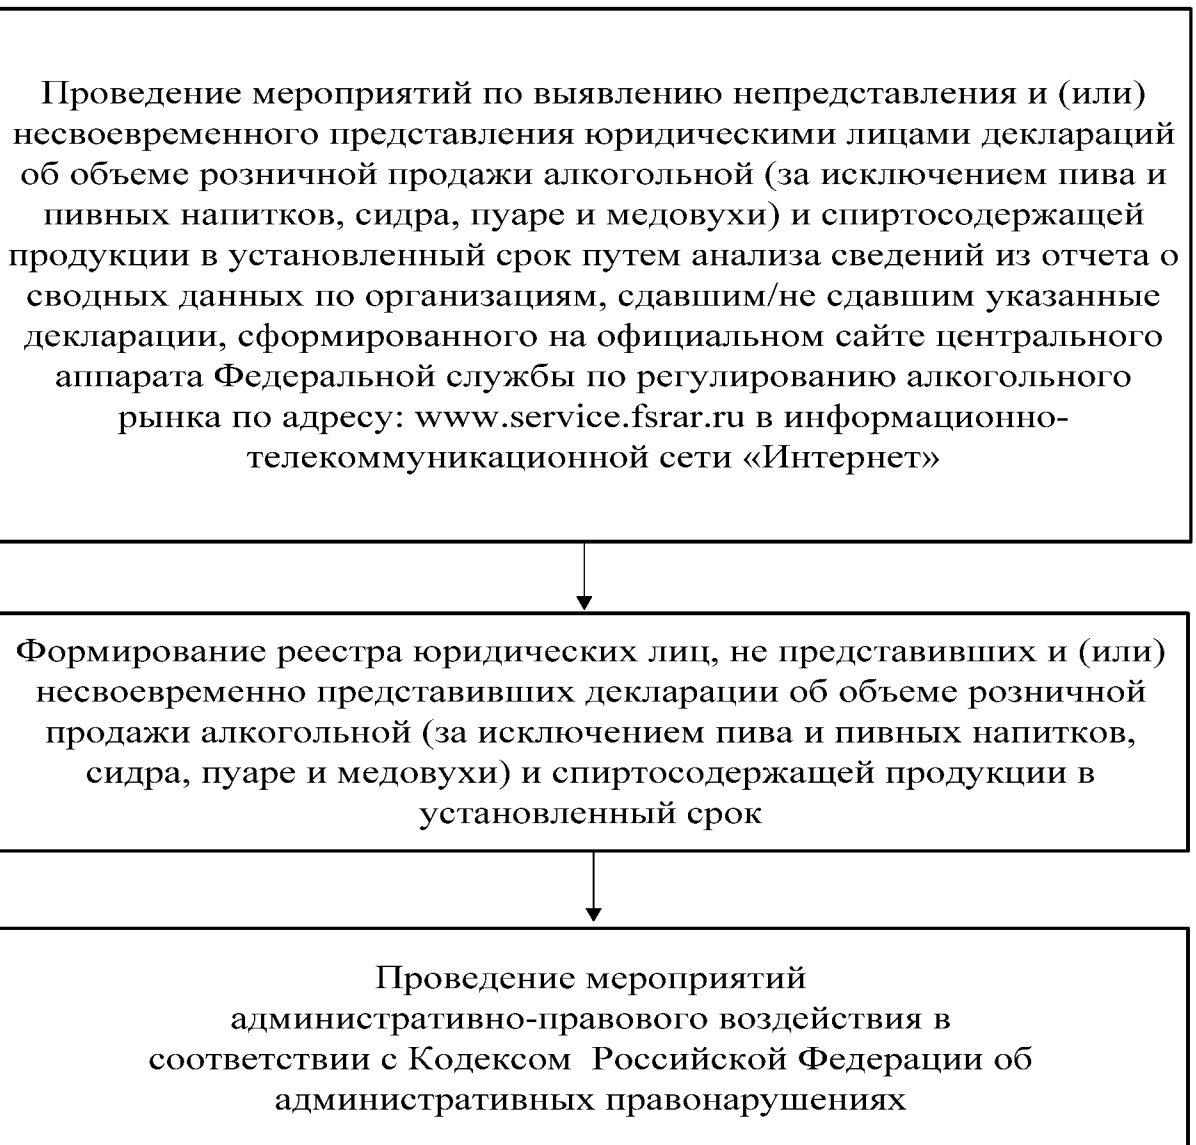 Проведение мероприятий по выявлению непредставления и (или)
несвоевременного представления юридическими лицами деклараций
об объеме розничной продажи алкогольной (за исключением пива и
пивных напитков, сидра, пуаре и медовухи) и спиртосодержащей
продукции в установленный срок путем анализа сведений из отчета о
сводных данных по организациям, сдавшим/не сдавшим указанные
декларации, сформированного на официальном сайте центрального
аппарата Федеральной службы по регулированию алкогольного
рынка по адресу: www.service.fsrar.ru в информационно-
телекоммуникационной сети «Интернет»
Формирование реестра юридических лиц, не представивших и (или)
несвоевременно представивших декларации об объеме розничной
продажи алкогольной (за исключением пива и пивных напитков,
сидра, пуаре и медовухи) и спиртосодержащей продукции в
установленный срок
Проведение мероприятий
административно-правового воздействия в
соответствии с Кодексом  Российской Федерации об
административных правонарушениях